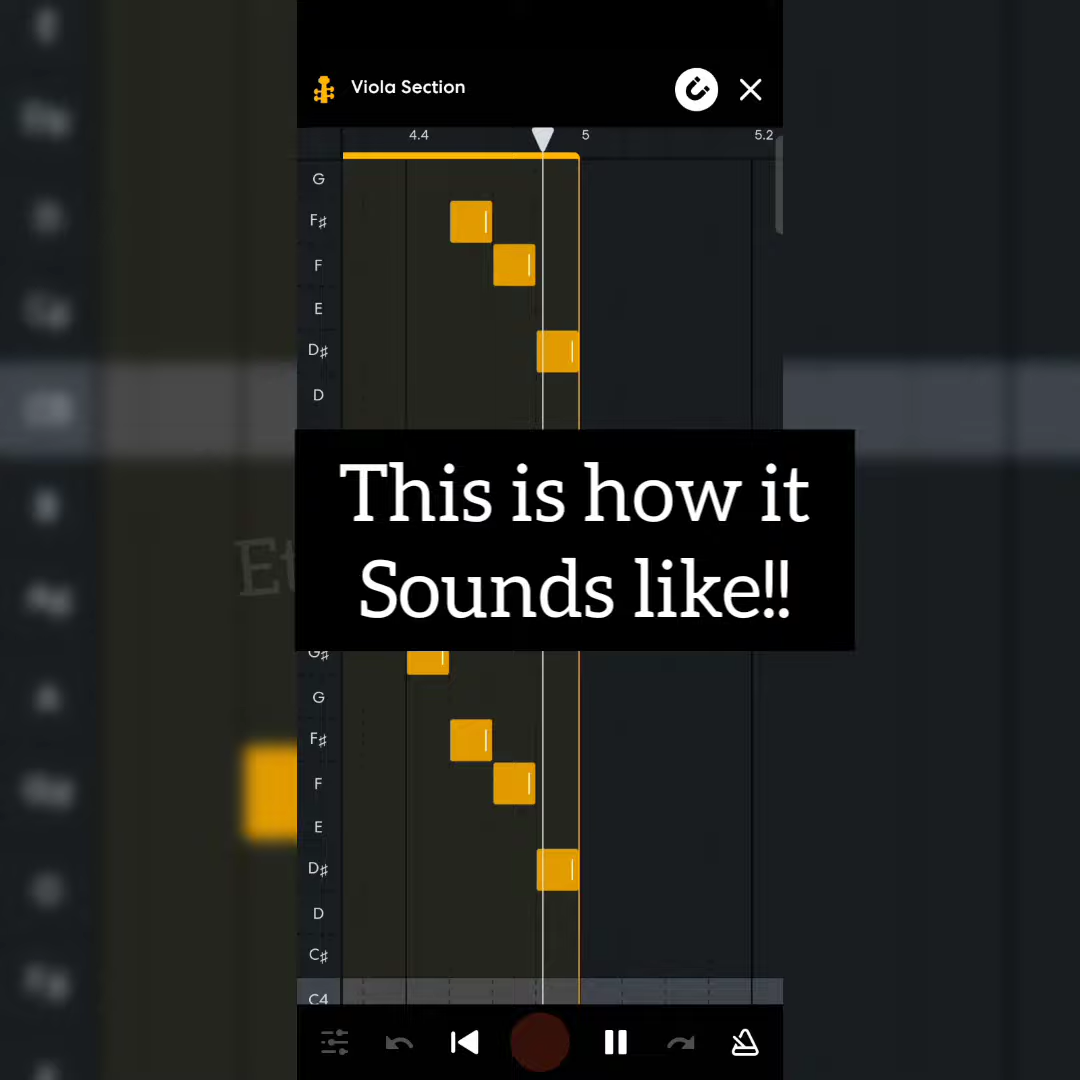 Viola Section
4.4 5 5.2
G
F♯
F
E
D♯
D
This is how it
Sounds like!!
G♯
G
F♯
F
E
D♯
D
C♯
C4